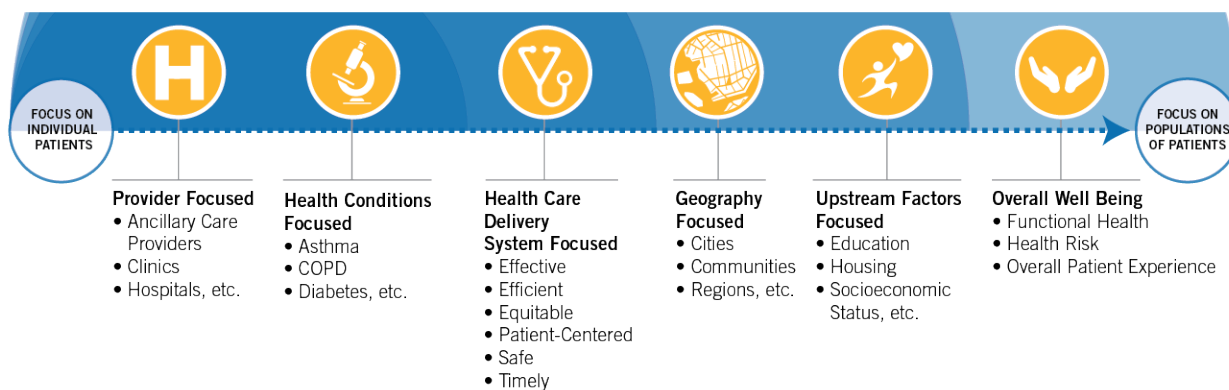 FOCUS ON
INDIVIDUAL
PATIENTS
H
FOCUS ON
POPULATIONS
OF PATIENTS
Provider Focused
• Ancillary Care
Providers
• Clinics
• Hospitals, etc.
Health Conditions
Focused
• Asthma
• COPD
• Diabetes, etc.
Health Care
Delivery
System Focused
• Effective
• Efficient
• Equitable
• Patient-Centered
• Safe
• Timely
Geography
Focused
• Cities
• Communities
• Regions, etc.
Upstream Factors
Focused
• Education
• Housing
• Socioeconomic
Status, etc.
Overall Well Being
• Functional Health
• Health Risk
• Overall Patient Experience